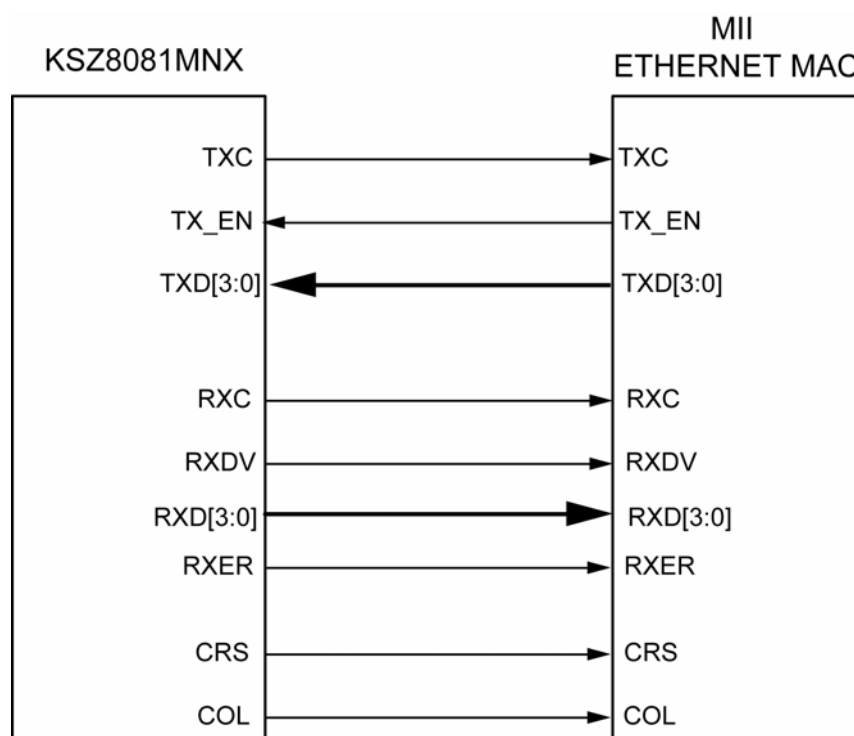 KSZ8081MNX
MII
ETHERNET MAC
TXC TXC
TX_EN TX_EN
TXD[3:0] TXD[3:0]
RXC RXC
RXDV RXDV
RXD[3:0] RXD[3:0]
RXER RXER
CRS CRS
COL COL